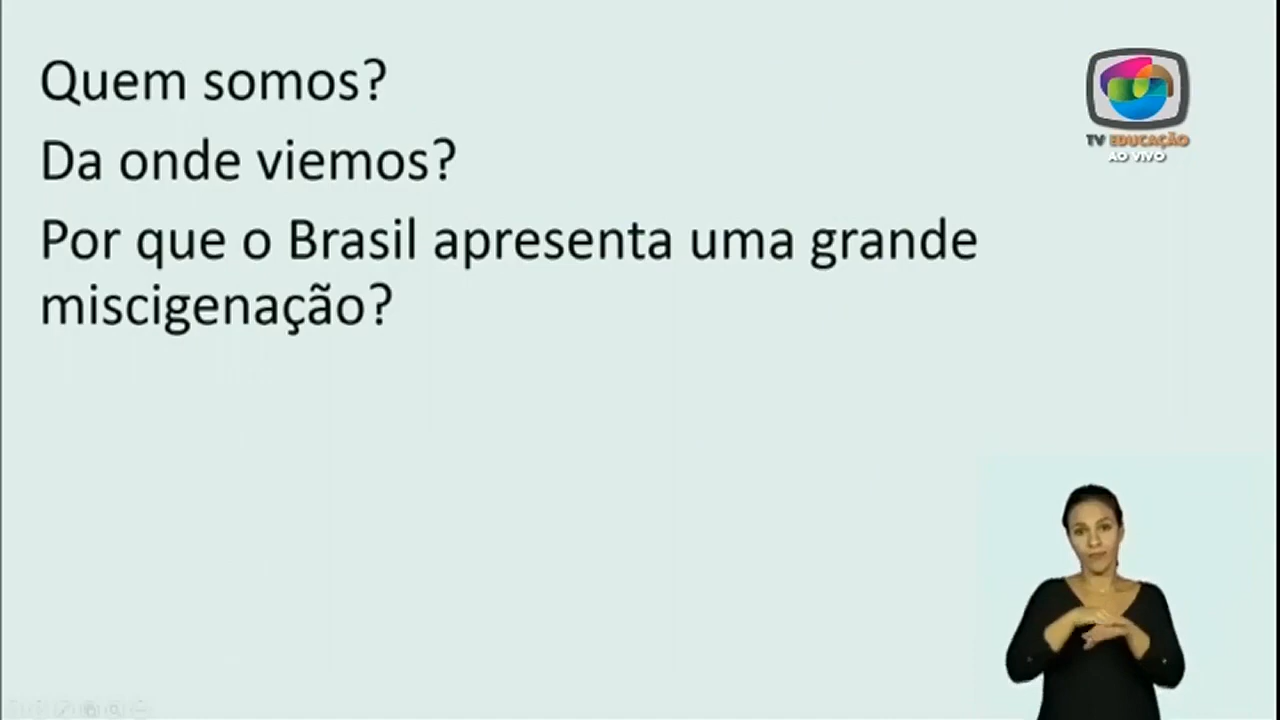 Quem somos?
Da onde viemos?
Por que o Brasil apresenta uma grande
miscigenação?
TV EDUCAÇÃO
AO VIVO